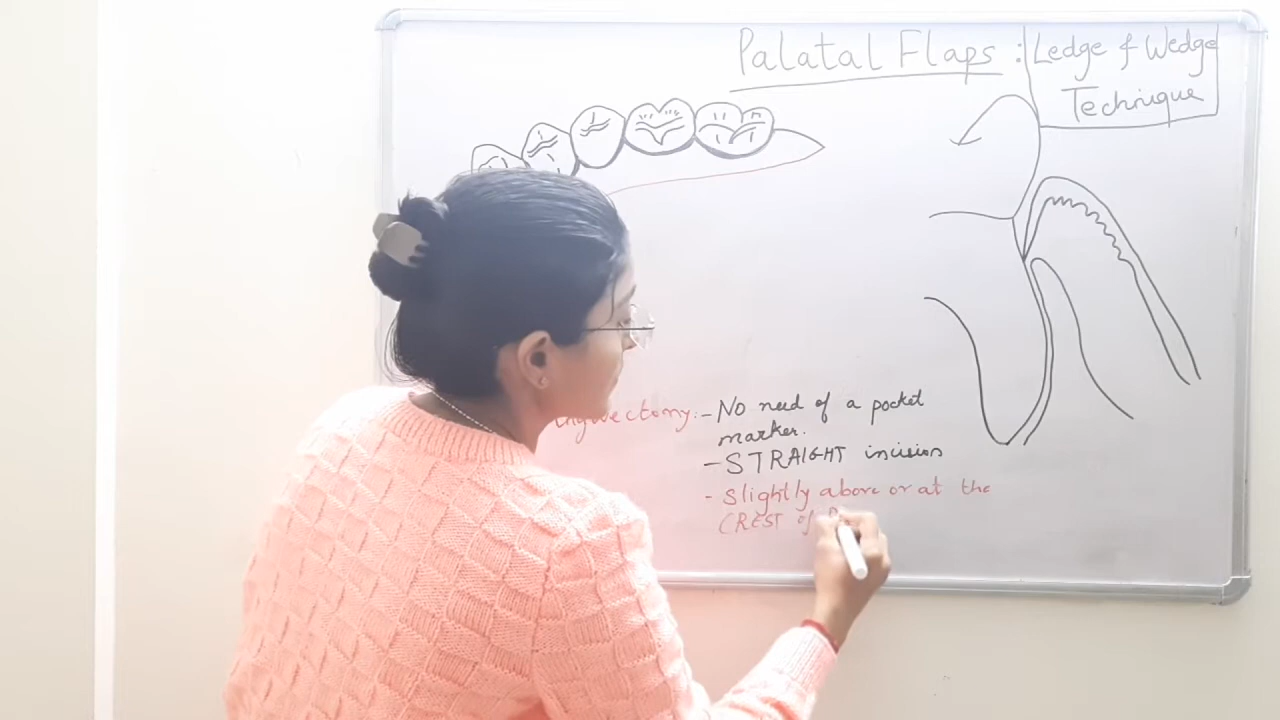 Palatal Flaps : Ledge & Wedge
Technique
- No need of a pocket
marker.
- STRAIGHT incision
- Slightly above or at the
CREST of